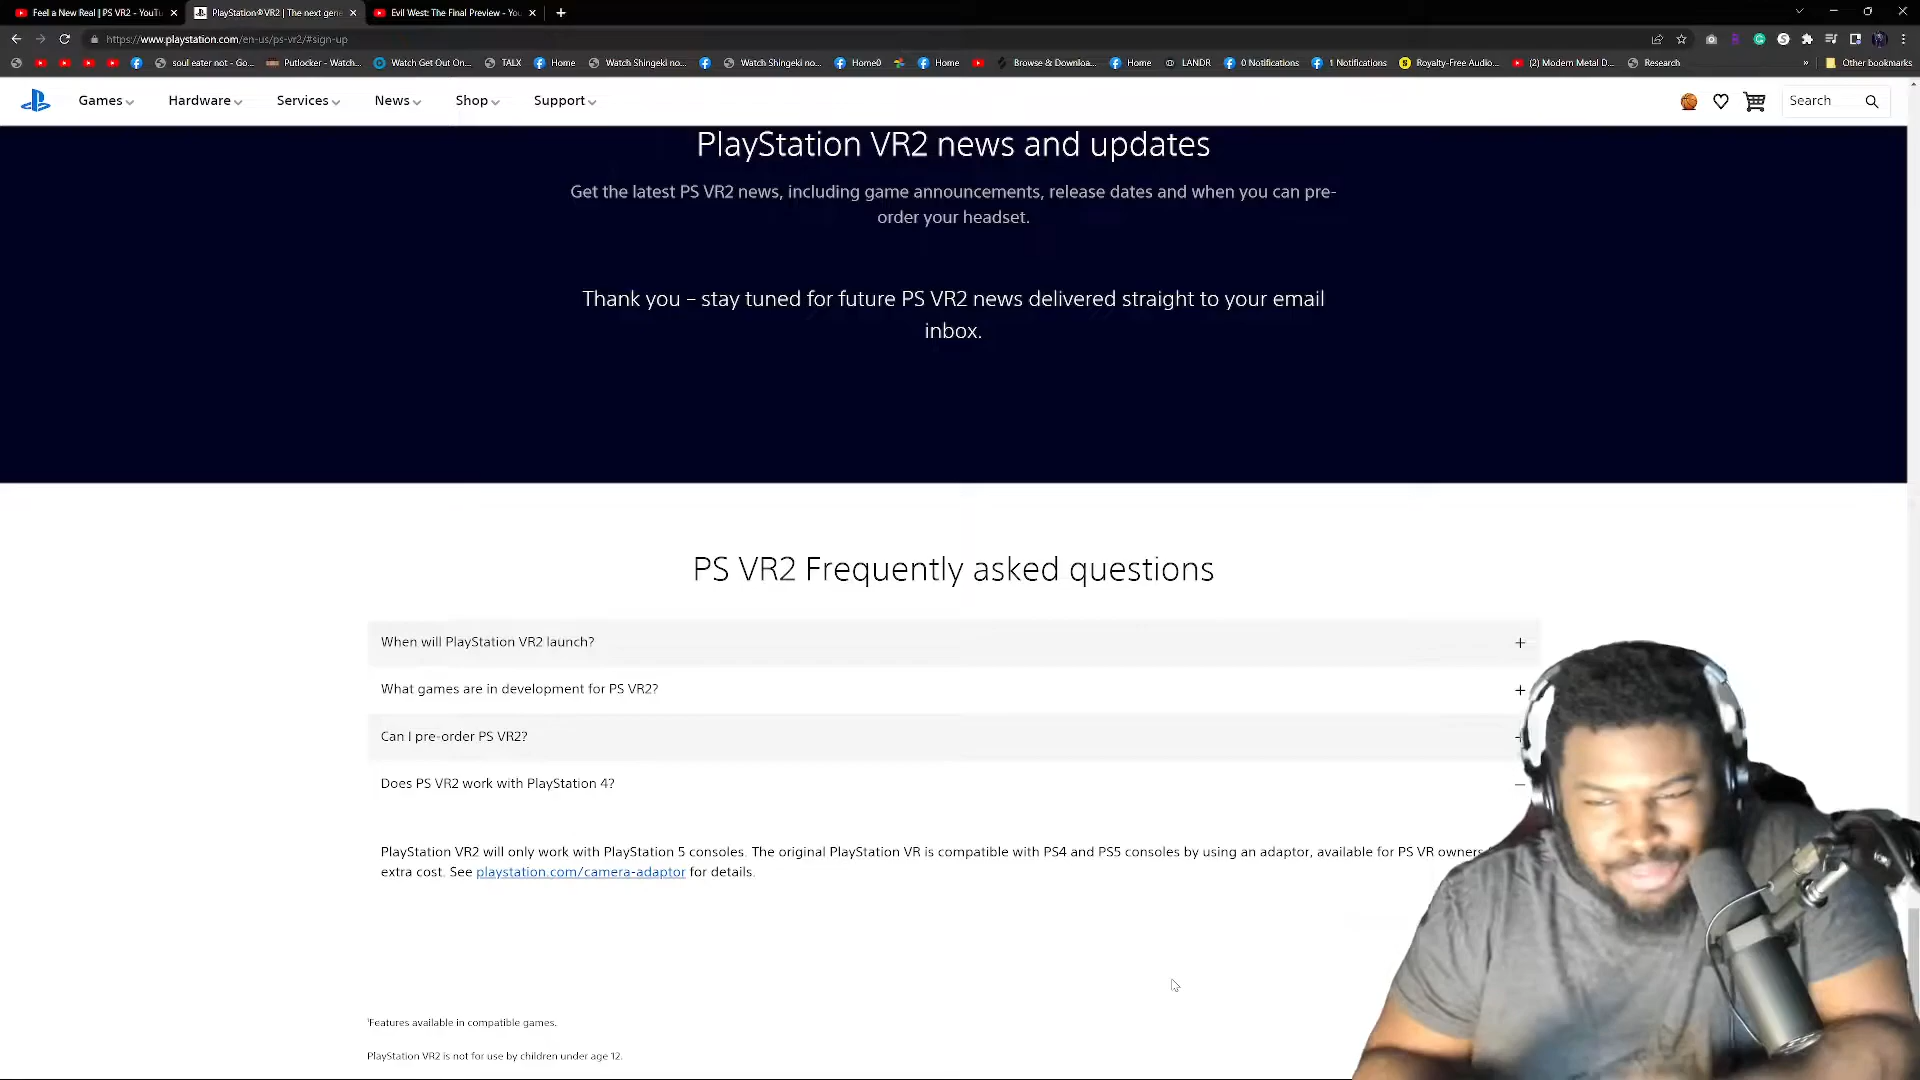 Feel a New Real | PS VR2 - YouTu
PlayStation®VR2 | The next gene
Evil West: The Final Preview - You
https://www.playstation.com/en-us/ps-vr2/#sign-up
soul eater not - Go...
Putlocker - Watch...
Watch Get Out On...
TALX
Home
Watch Shingeki no...
Watch Shingeki no...
Home0
Home
Browse & Downloa...
Home
LANDR
0 Notifications
1 Notifications
Royalty-Free Audio...
(2) Modern Metal D...
Research
»
Other bookmarks
Games
Hardware
Services
News
Shop
Support
Search
PlayStation VR2 news and updates
Get the latest PS VR2 news, including game announcements, release dates and when you can pre-
order your headset.
Thank you – stay tuned for future PS VR2 news delivered straight to your email
inbox.
PS VR2 Frequently asked questions
When will PlayStation VR2 launch?
What games are in development for PS VR2?
Can I pre-order PS VR2?
Does PS VR2 work with PlayStation 4?
PlayStation VR2 will only work with PlayStation 5 consoles. The original PlayStation VR is compatible with PS4 and PS5 consoles by using an adaptor, available for PS VR owners
extra cost. See playstation.com/camera-adaptor for details.
¹Features available in compatible games.
PlayStation VR2 is not for use by children under age 12.